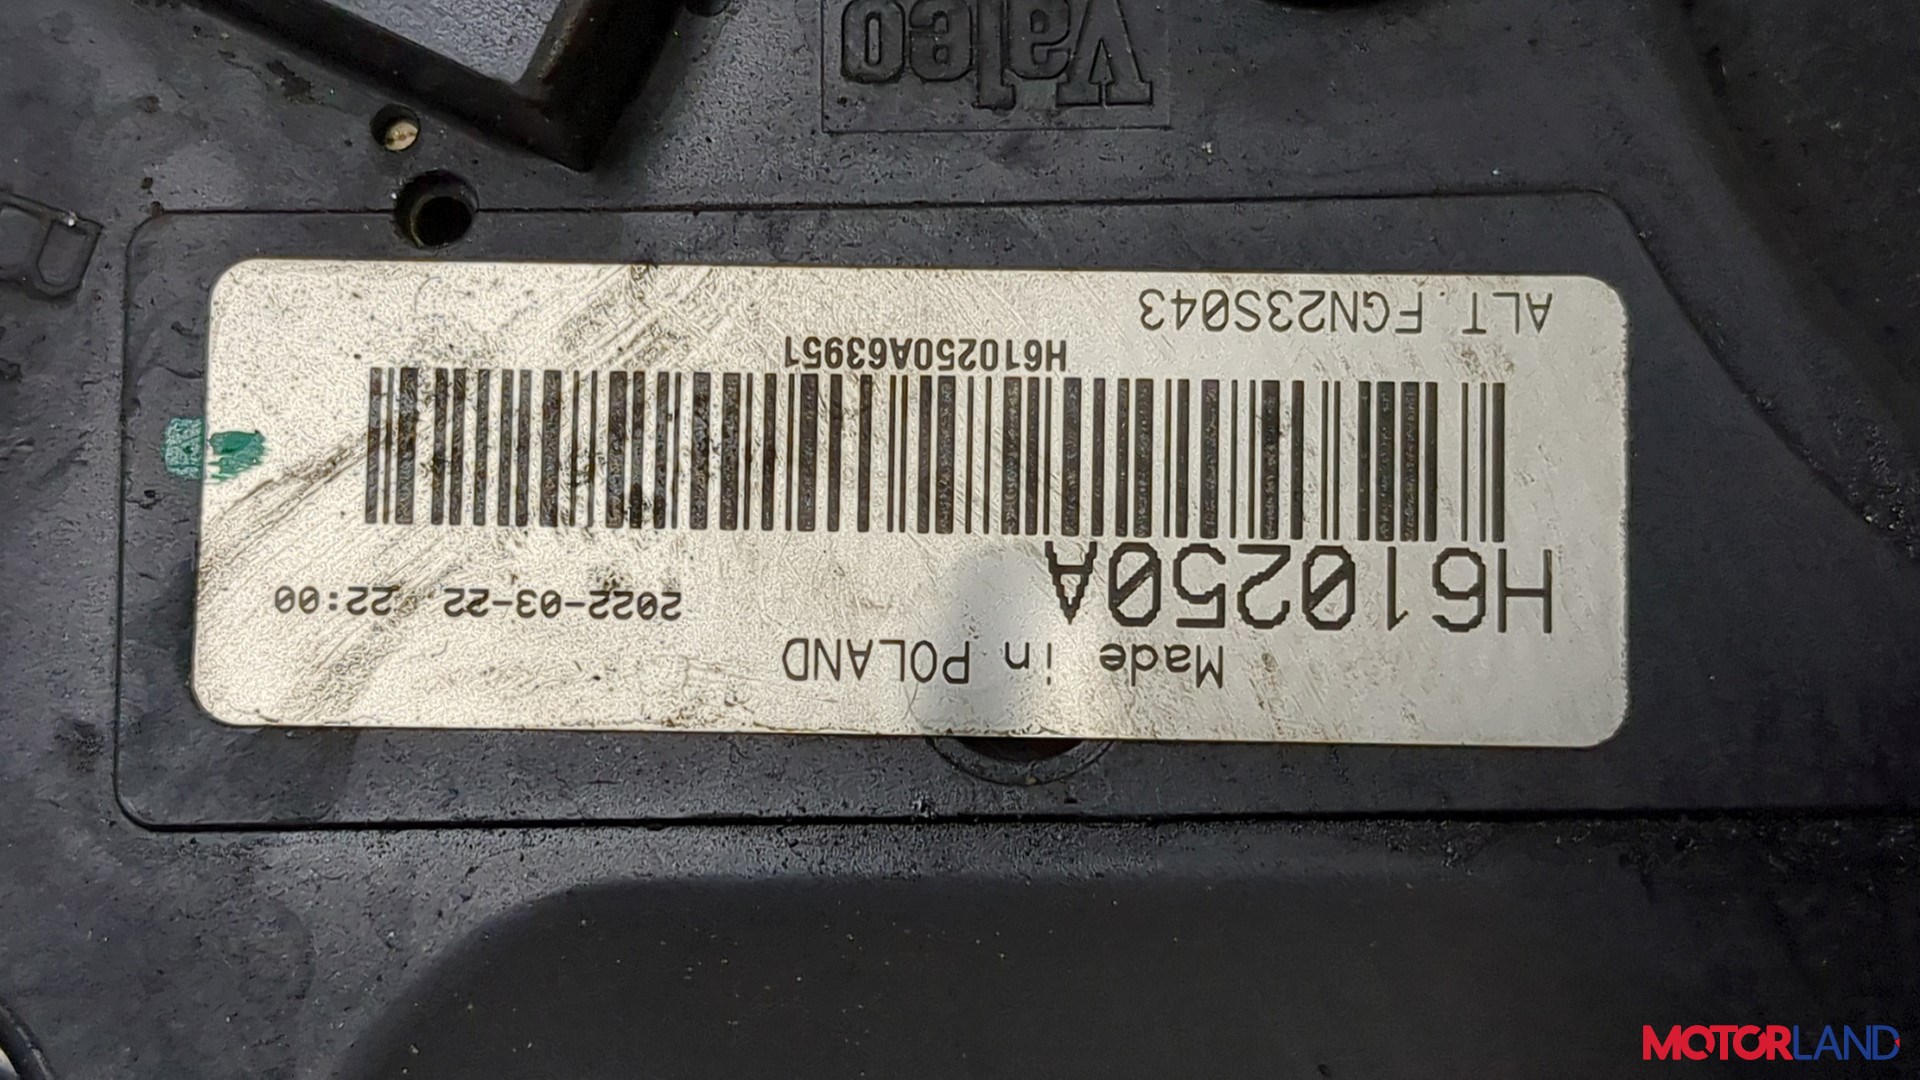 Made in POLAND
H610250A
2022-03-22. 22:00
H610250A63951
ALT.FGN23S043
Valeo
MOTORLAND